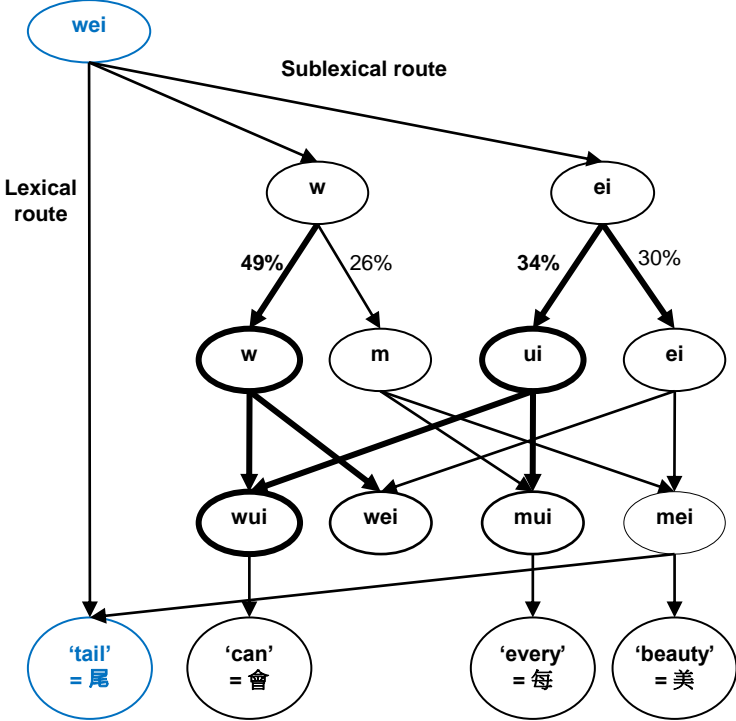 wei
Sublexical route
Lexical
route
w
ei
49%
26%
34%
30%
w
m
ui
ei
wui
wei
mui
mei
‘tail’
= 尾
‘can’
= 會
‘every’
= 每
‘beauty’
= 美